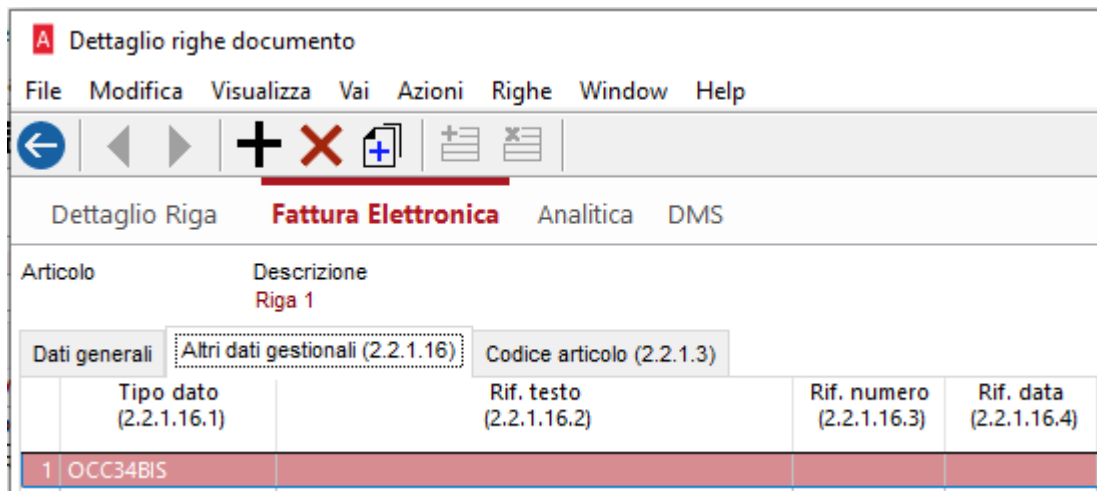 A Dettaglio righe documento
File Modifica Visualizza Vai Azioni Righe Window Help
Dettaglio Riga Fattura Elettronica Analitica DMS
Articolo Descrizione
Riga 1
Dati generali Altri dati gestionali (2.2.1.16) Codice articolo (2.2.1.3)
Tipo dato Rif. testo Rif. numero Rif. data
(2.2.1.16.1) (2.2.1.16.2) (2.2.1.16.3) (2.2.1.16.4)
1 OCC34BIS